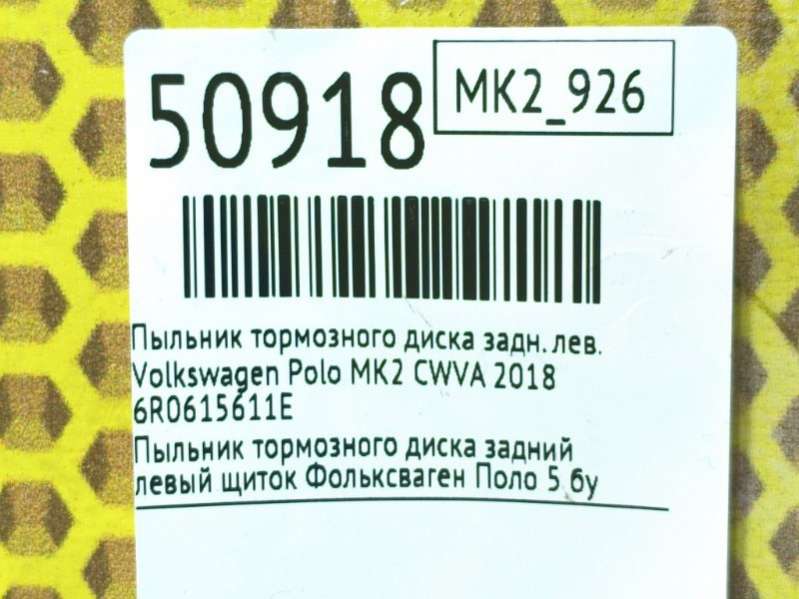 50918
MK2_926
Пыльник тормозного диска задн.лев.
Volkswagen Polo MK2 CWVA 2018
6R0615611E
Пыльник тормозного диска задний
левый щиток Фольксваген Поло 5 бу